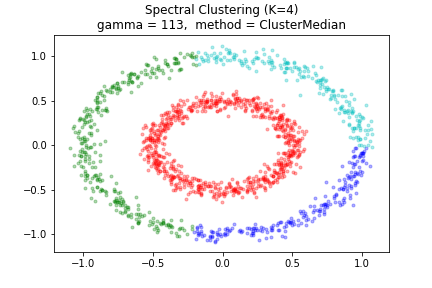 Spectral Clustering (K=4)
gamma = 113,  method = ClusterMedian
1.0
0.5
0.0
−0.5
−1.0
−1.0 −0.5 0.0 0.5 1.0